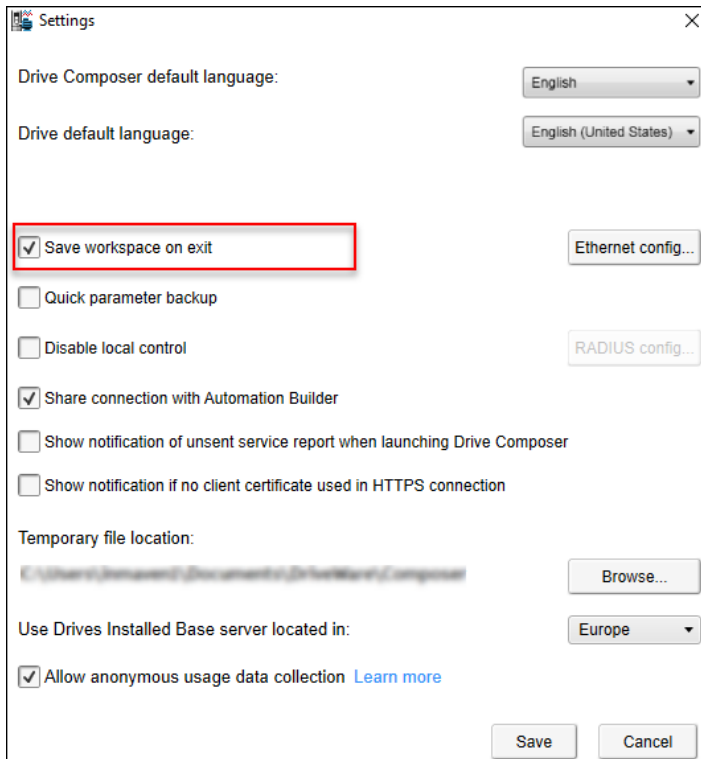 Settings
Drive Composer default language:
English
Drive default language:
English (United States)
Save workspace on exit
Ethernet config...
Quick parameter backup
Disable local control
RADIUS config...
Share connection with Automation Builder
Show notification of unsent service report when launching Drive Composer
Show notification if no client certificate used in HTTPS connection
Temporary file location:
Browse...
Use Drives Installed Base server located in:
Europe
Allow anonymous usage data collection Learn more
Save
Cancel